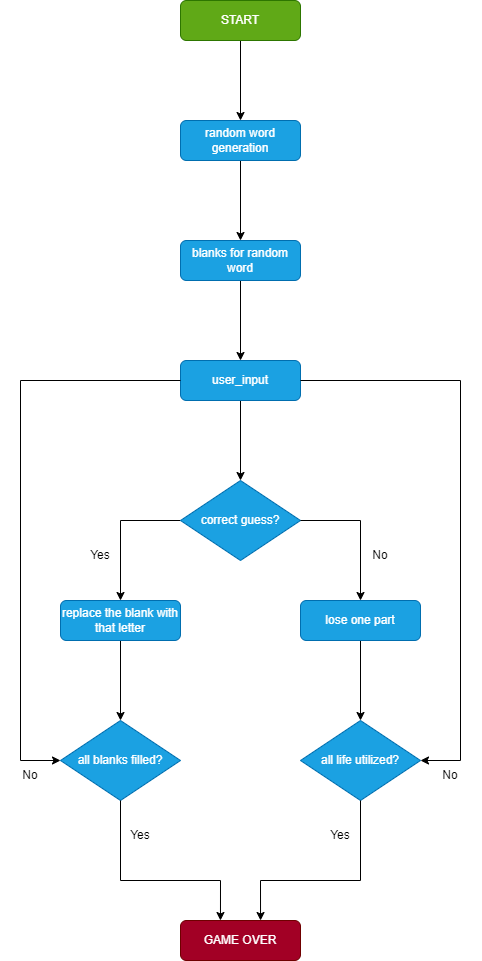 START
random word
generation
blanks for random
word
user_input
correct guess?
Yes
No
replace the blank with
that letter
lose one part
all blanks filled?
all life utilized?
No
No
Yes
Yes
GAME OVER